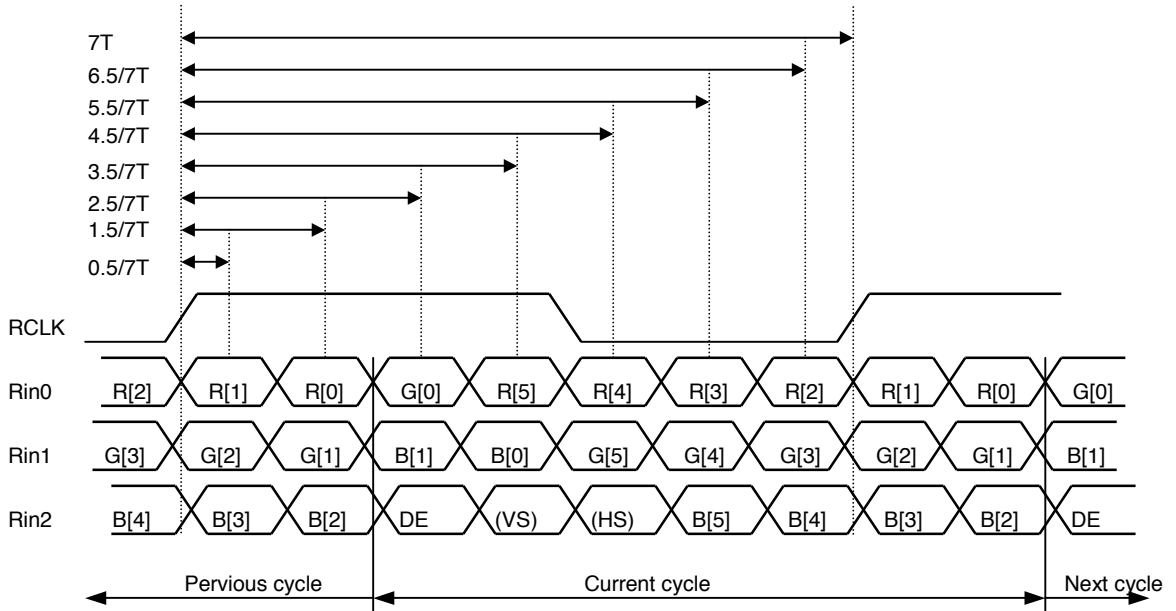 7T
6.5/7T
5.5/7T
4.5/7T
3.5/7T
2.5/7T
1.5/7T
0.5/7T
RCLK
Rin0 R[2] R[1] R[0] G[0] R[5] R[4] R[3] R[2] R[1] R[0] G[0]
Rin1 G[3] G[2] G[1] B[1] B[0] G[5] G[4] G[3] G[2] G[1] B[1]
Rin2 B[4] B[3] B[2] DE (VS) (HS) B[5] B[4] B[3] B[2] DE
Pervious cycle Current cycle Next cycle